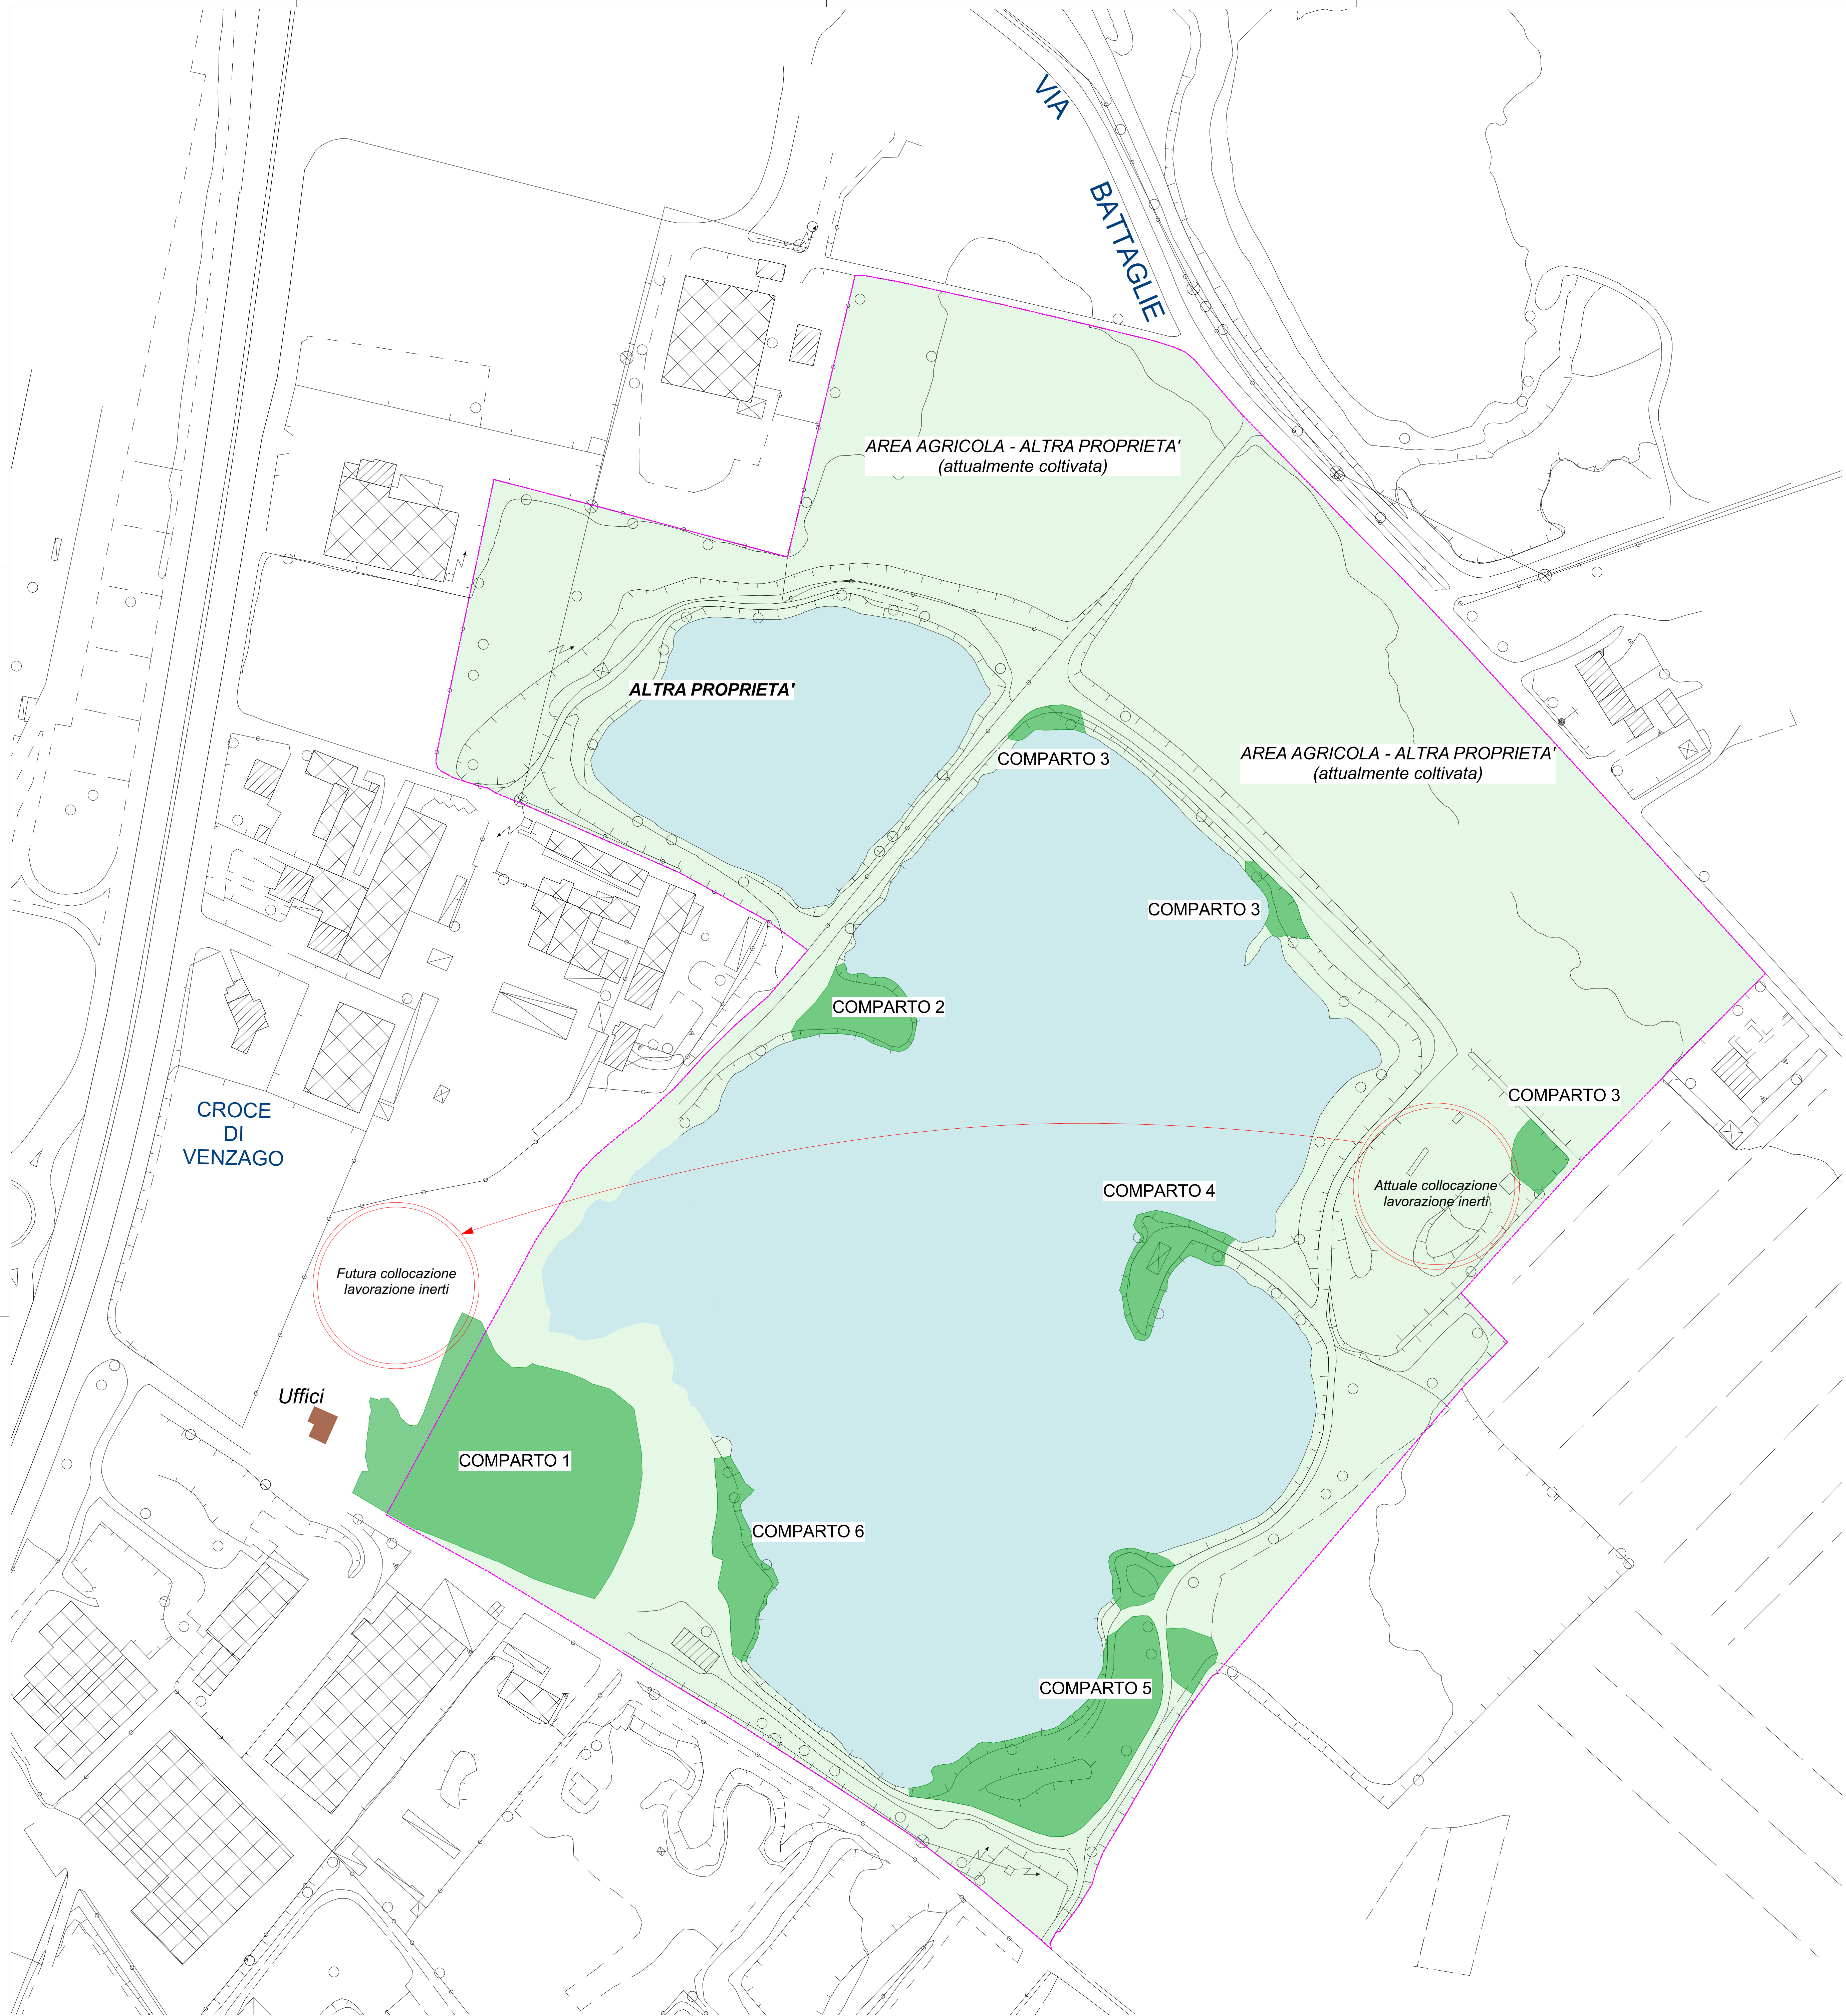 VIA
BATTAGLIE
AREA AGRICOLA - ALTRA PROPRIETA'
(attualmente coltivata)
ALTRA PROPRIETA'
COMPARTO 3
AREA AGRICOLA - ALTRA PROPRIETA'
(attualmente coltivata)
COMPARTO 3
COMPARTO 2
COMPARTO 3
CROCE
DI
VENZAGO
COMPARTO 4
Attuale collocazione
lavorazione inerti
Futura collocazione
lavorazione inerti
Uffici
COMPARTO 1
COMPARTO 6
COMPARTO 5